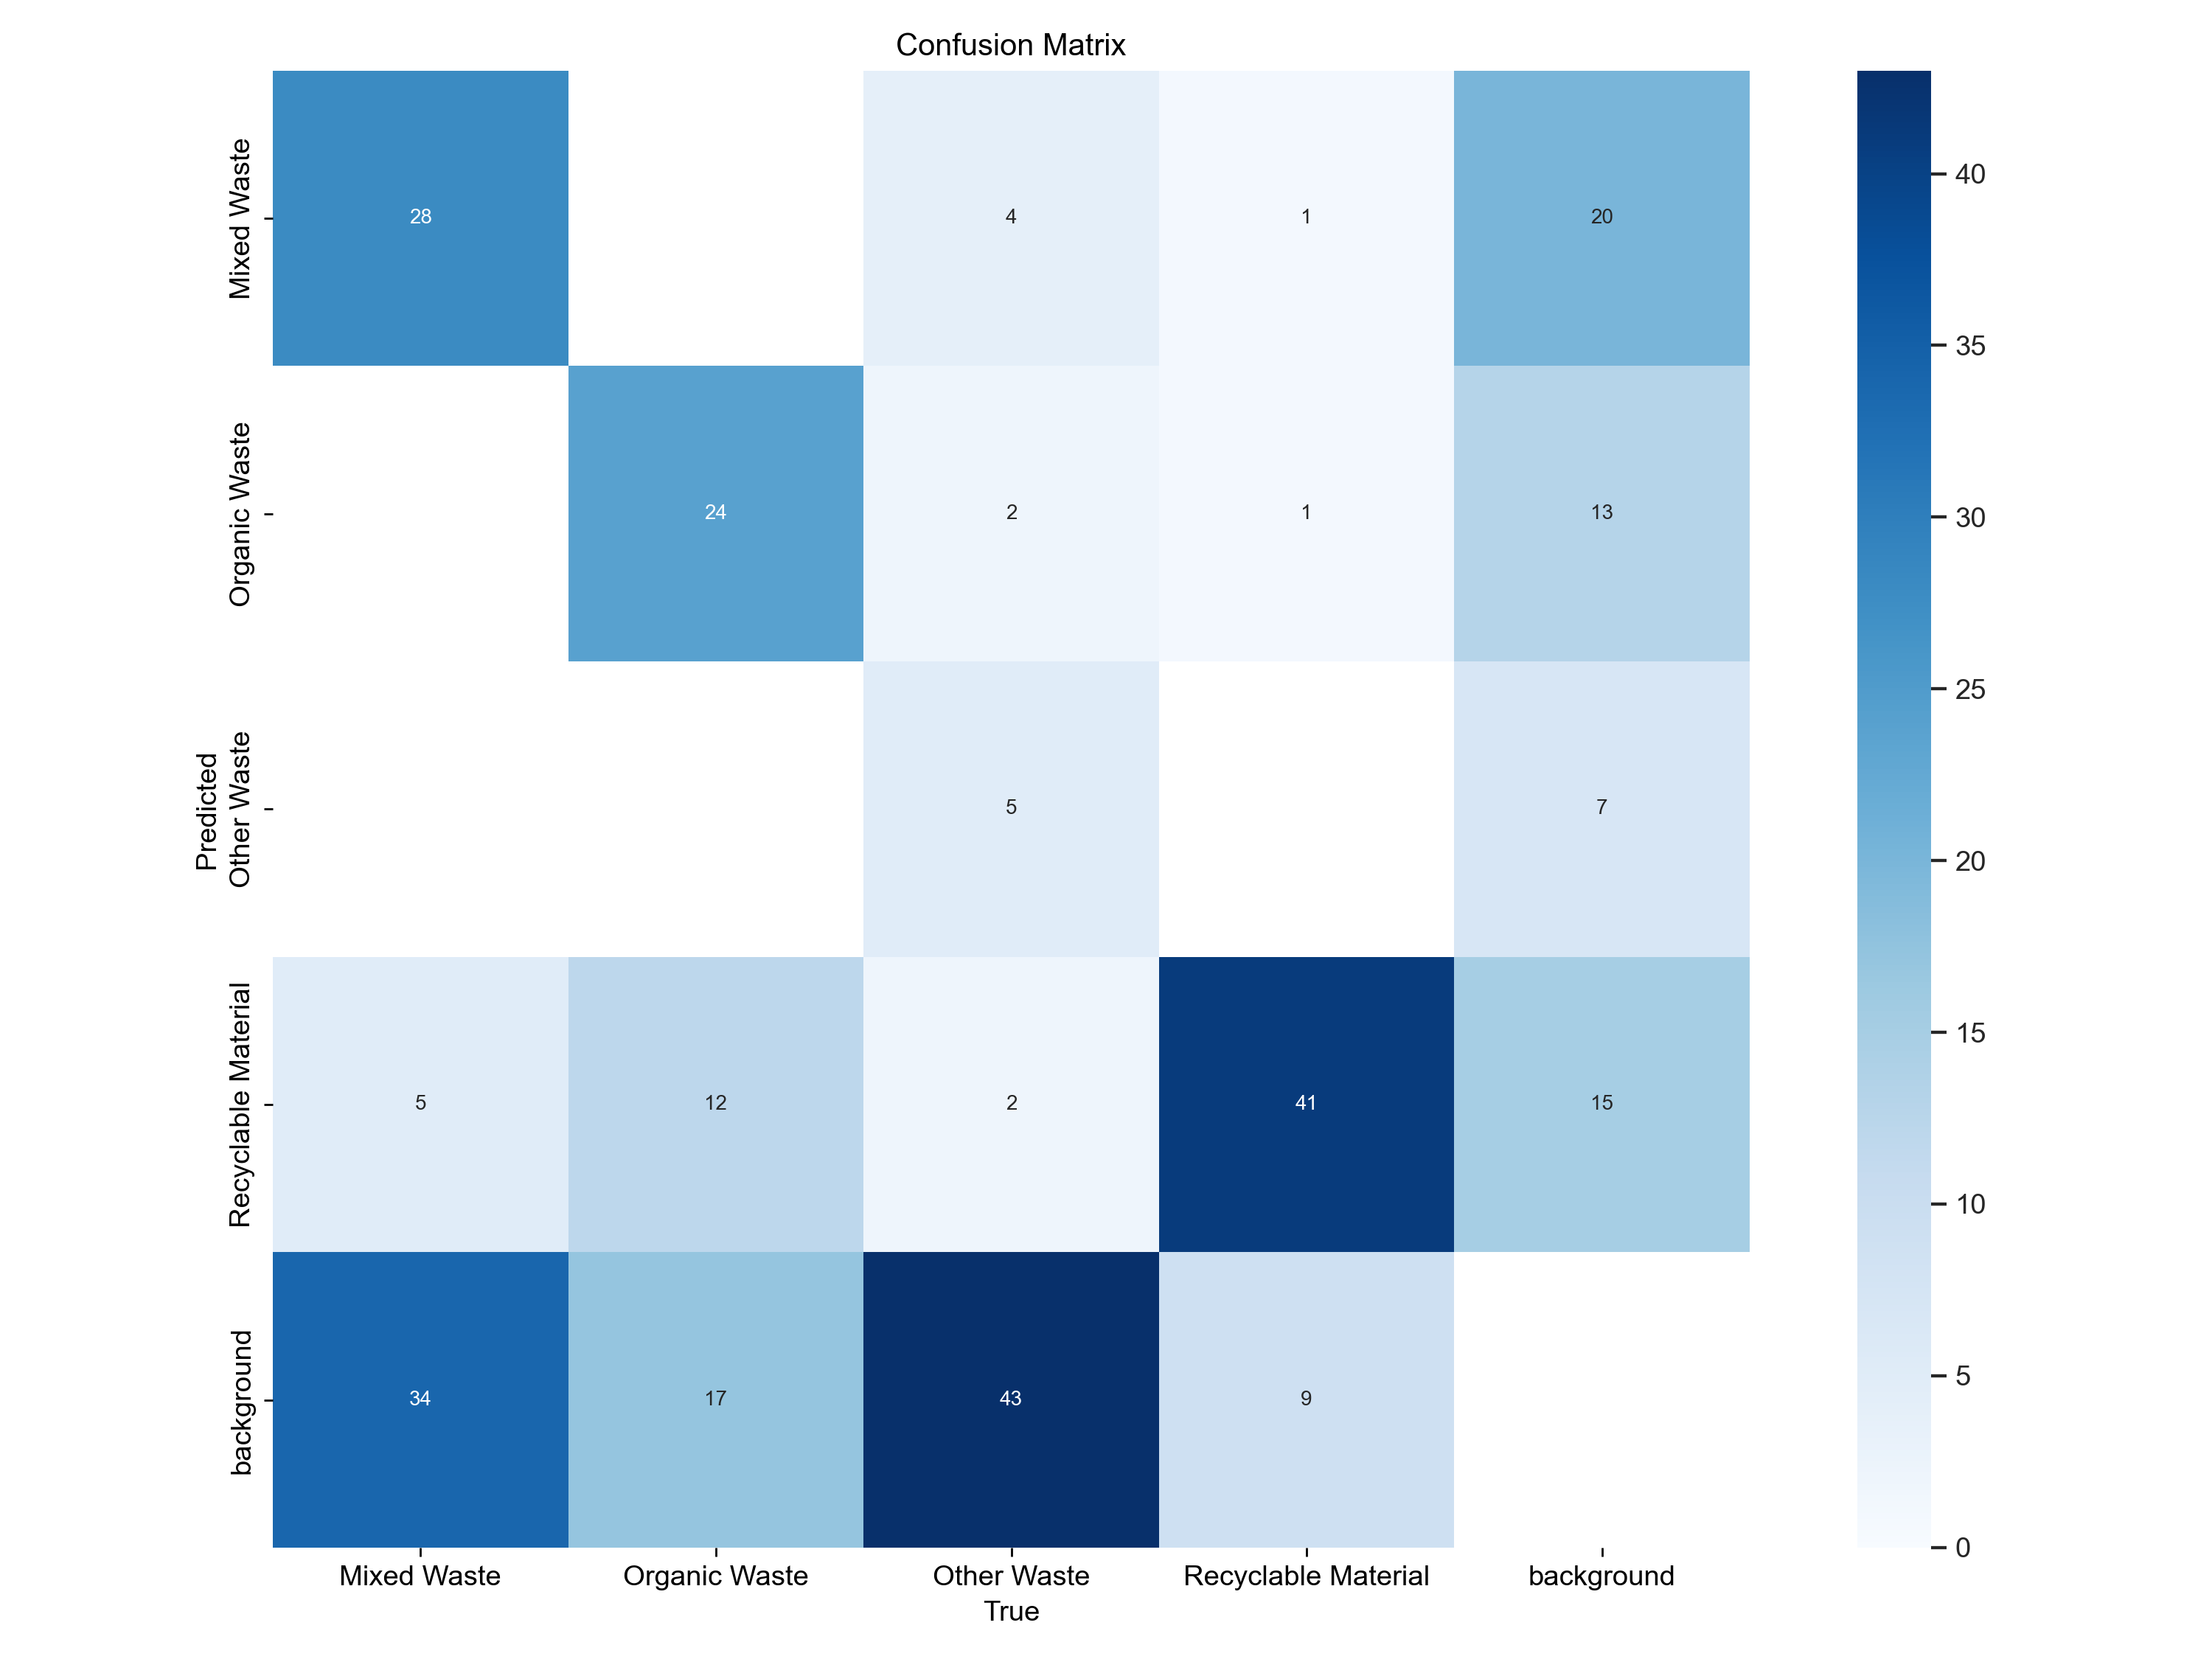 Confusion Matrix
Mixed Waste
28
4
1
20
40
35
Organic Waste
24
2
1
13
30
25
Predicted
Other Waste
5
7
20
15
Recyclable Material
5
12
2
41
15
10
background
34
17
43
9
5
0
Mixed Waste
Organic Waste
Other Waste
Recyclable Material
background
True